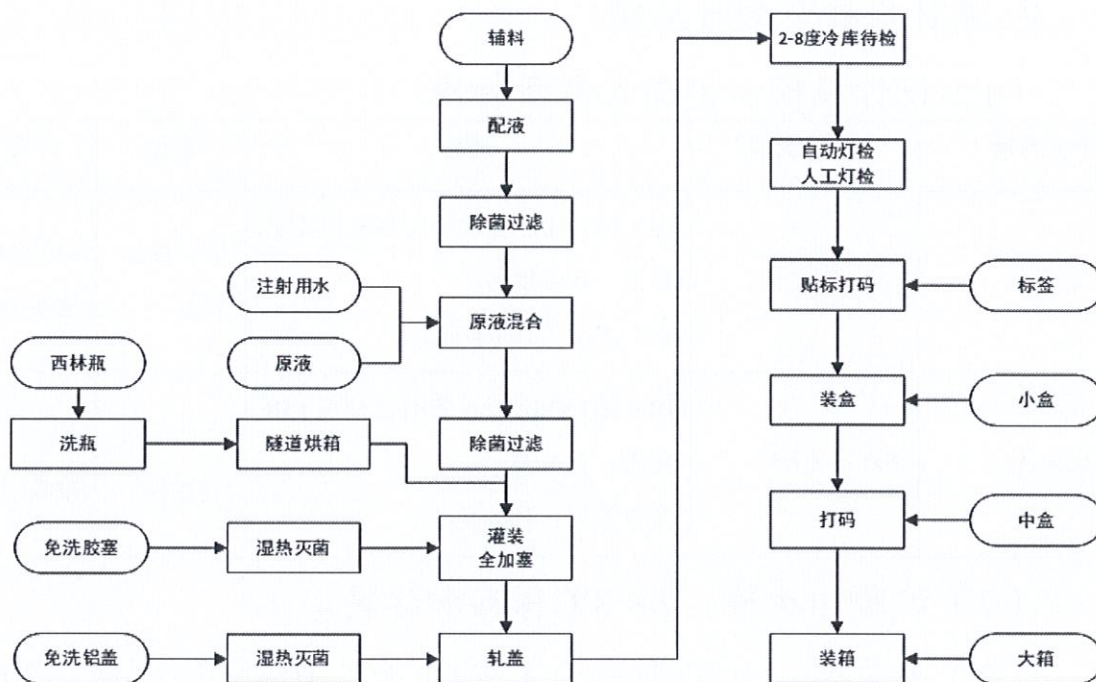 辅料
配液
除菌过滤
注射用水
原液
原液混合
西林瓶
洗瓶
隧道烘箱
除菌过滤
免洗胶塞
湿热灭菌
灌装
全加塞
免洗铝盖
湿热灭菌
轧盖
2-8度冷库待检
自动灯检
人工灯检
贴标打码
标签
装盒
小盒
打码
中盒
装箱
大箱